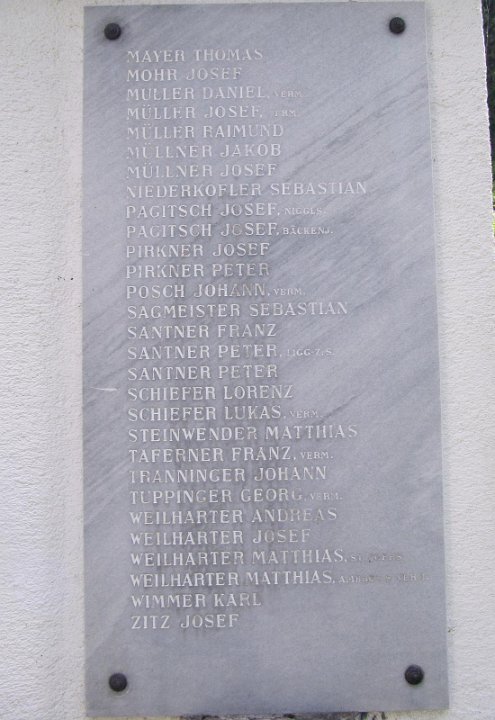 MAYER THOMAS
MOHR JOSEF
MÜLLER DANIEL, VERM.
MÜLLER JOSEF, VERM.
MÜLLER RAIMUND
MÜLLNER JAKOB
MÜLLNER JOSEF
NIEDERKOFLER SEBASTIAN
PAGITSCH JOSEF, NIGGLS.
PAGITSCH JOSEF, BÄCKENJ.
PIRKNER JOSEF
PIRKNER PETER
POSCH JOHANN, VERM.
SAGMEISTER SEBASTIAN
SANTNER FRANZ
SANTNER PETER,
SANTNER PETER
SCHIEFER LORENZ
SCHIEFER LUKAS, VERM.
STEINWENDER MATTHIAS
TAFERNER FRANZ, VERM.
TRANNINGER JOHANN
TUPPINGER GEORG, VERM.
WEILHARTER ANDREAS
WEILHARTER JOSEF
WEILHARTER MATTHIAS,
WEILHARTER MATTHIAS,
WIMMER KARL
ZITZ JOSEF